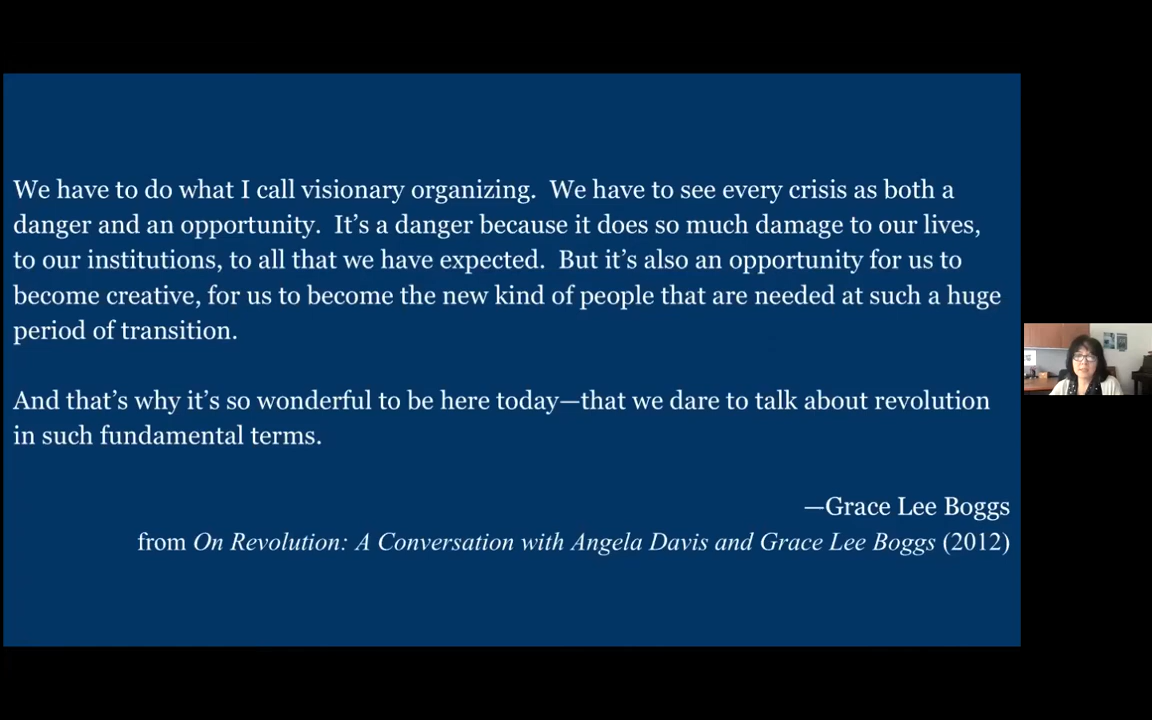 We have to do what I call visionary organizing.  We have to see every crisis as both a
danger and an opportunity.  It’s a danger because it does so much damage to our lives,
to our institutions, to all that we have expected.  But it’s also an opportunity for us to
become creative, for us to become the new kind of people that are needed at such a huge
period of transition.
And that’s why it’s so wonderful to be here today—that we dare to talk about revolution
in such fundamental terms.
—Grace Lee Boggs
from On Revolution: A Conversation with Angela Davis and Grace Lee Boggs (2012)